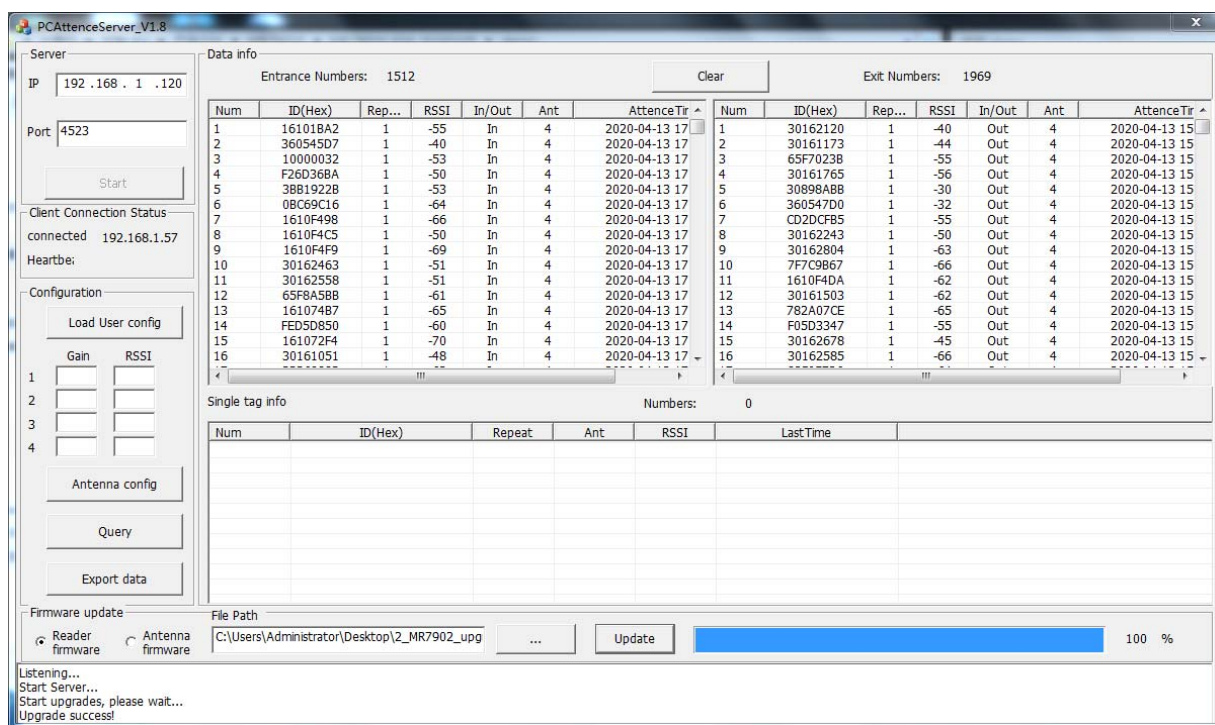 PCAttenceServer_V1.8
Server
IP 192 .168 . 1 .120
Port 4523
Start
Client Connection Status
connected 192.168.1.57
Heartbe
Configuration
Load User config
Gain RSSI
1
2
3
4
Antenna config
Query
Export data
Data info
Entrance Numbers: 1512
Clear
Exit Numbers: 1969
Num ID(Hex) Rep... RSSI In/Out Ant AttenceTir
1 16101BA2 1 -55 In 4 2020-04-13 17
2 360545D7 1 -40 In 4 2020-04-13 17
3 10000032 1 -53 In 4 2020-04-13 17
4 F26D36BA 1 -50 In 4 2020-04-13 17
5 3BB1922B 1 -53 In 4 2020-04-13 17
6 0BC69C16 1 -64 In 4 2020-04-13 17
7 1610F498 1 -66 In 4 2020-04-13 17
8 1610F4C5 1 -50 In 4 2020-04-13 17
9 1610F4F9 1 -69 In 4 2020-04-13 17
10 30162463 1 -51 In 4 2020-04-13 17
11 30162558 1 -51 In 4 2020-04-13 17
12 65F8A5BB 1 -61 In 4 2020-04-13 17
13 161074B7 1 -65 In 4 2020-04-13 17
14 FED5D850 1 -60 In 4 2020-04-13 17
15 161072F4 1 -70 In 4 2020-04-13 17
16 30161051 1 -48 In 4 2020-04-13 17
Num ID(Hex) Rep... RSSI In/Out Ant AttenceTir
1 30162120 1 -40 Out 4 2020-04-13 15
2 30161173 1 -44 Out 4 2020-04-13 15
3 65F7023B 1 -55 Out 4 2020-04-13 15
4 30161765 1 -56 Out 4 2020-04-13 15
5 30898ABB 1 -30 Out 4 2020-04-13 15
6 360547D0 1 -32 Out 4 2020-04-13 15
7 CD2DCFB5 1 -55 Out 4 2020-04-13 15
8 30162243 1 -50 Out 4 2020-04-13 15
9 30162804 1 -63 Out 4 2020-04-13 15
10 7F7C9B67 1 -66 Out 4 2020-04-13 15
11 1610F4DA 1 -62 Out 4 2020-04-13 15
12 30161503 1 -62 Out 4 2020-04-13 15
13 782A07CE 1 -65 Out 4 2020-04-13 15
14 F05D3347 1 -55 Out 4 2020-04-13 15
15 30162678 1 -45 Out 4 2020-04-13 15
16 30162585 1 -66 Out 4 2020-04-13 15
Single tag info
Numbers: 0
Num ID(Hex) Repeat Ant RSSI LastTime
Firmware update
Reader firmware
Antenna firmware
File Path
C:\Users\Administrator\Desktop\2_MR7902_upg
...
Update
100 %
Listening...
Start Server...
Start upgrades, please wait...
Upgrade success!